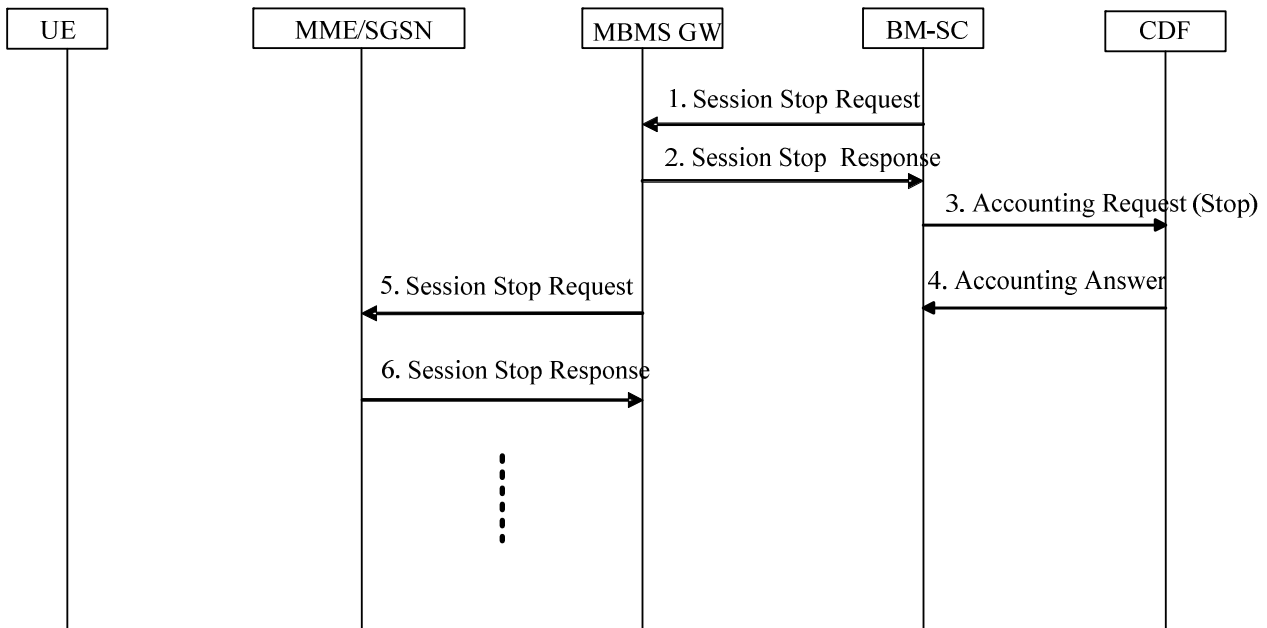 UE
MME/SGSN
MBMS GW
BM-SC
CDF
1. Session Stop Request
2. Session Stop Response
3. Accounting Request (Stop)
4. Accounting Answer
5. Session Stop Request
6. Session Stop Response